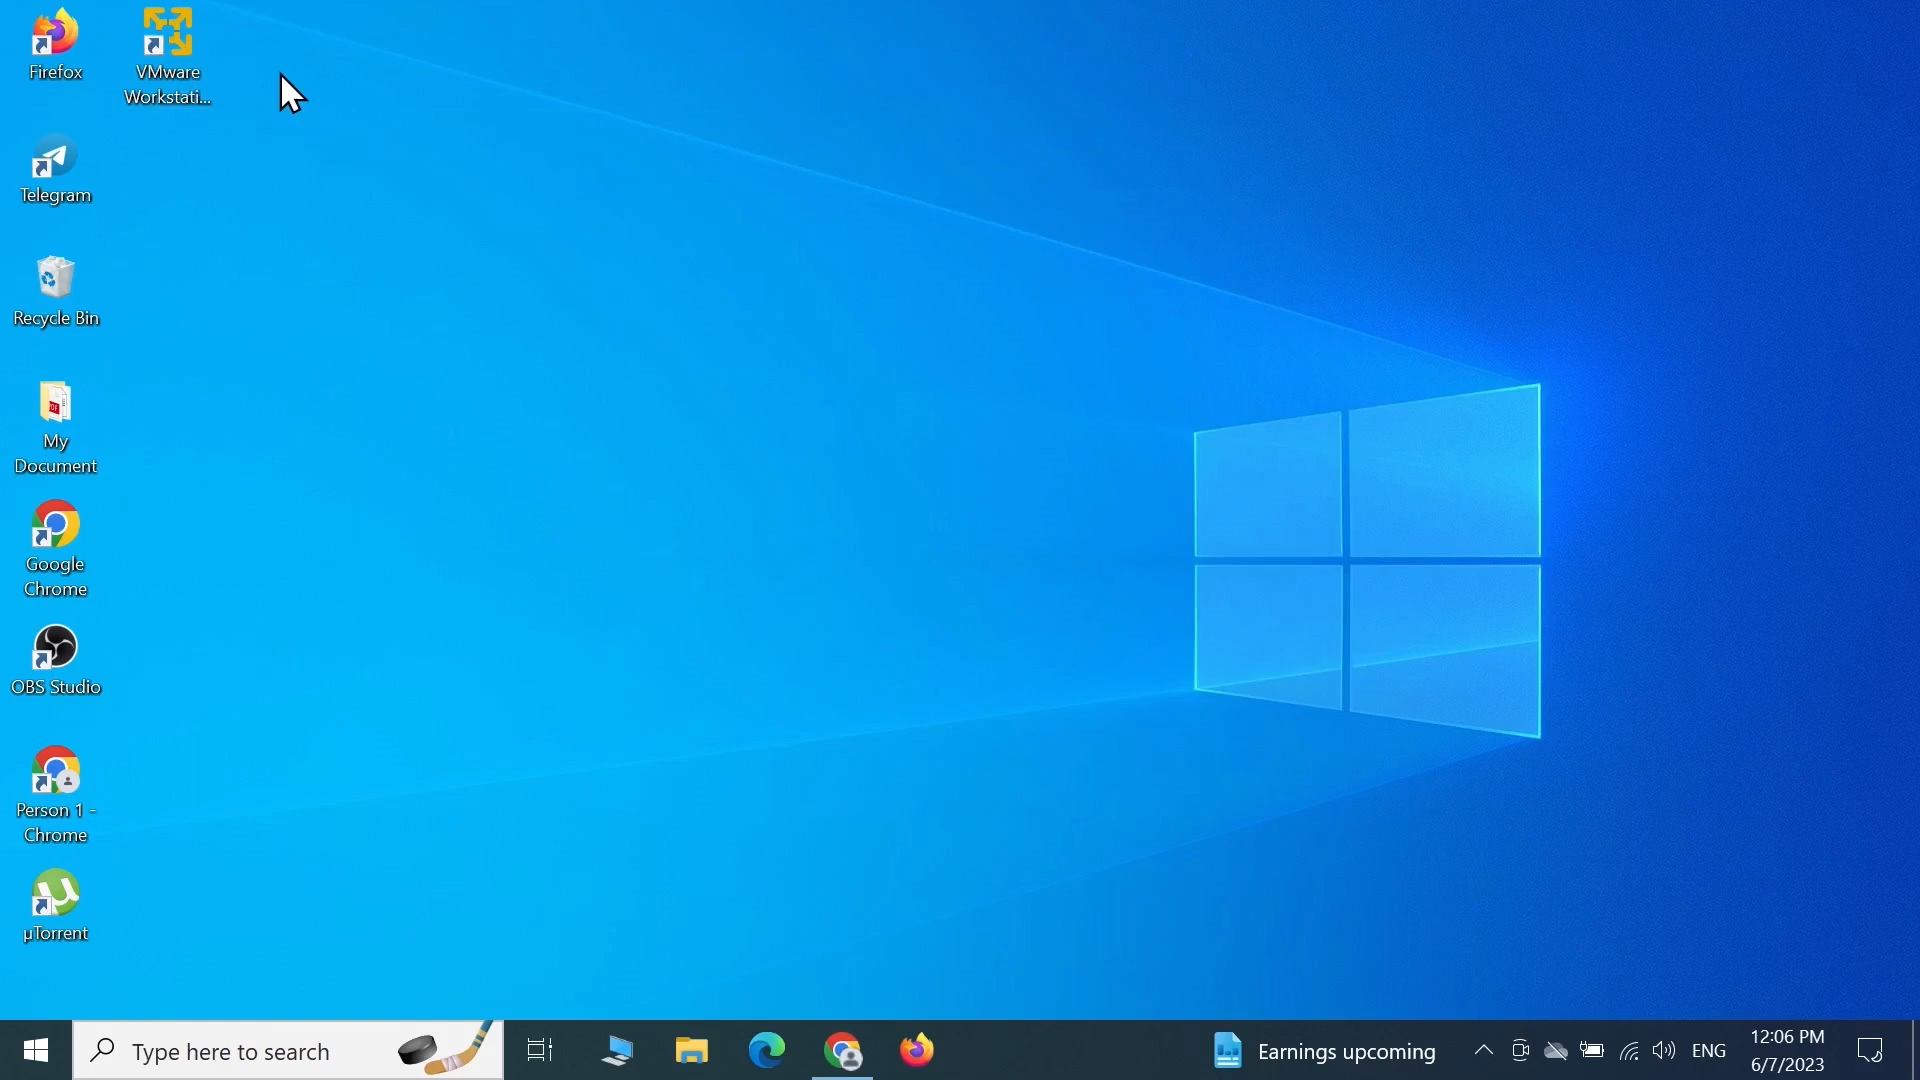 Firefox
VMware
Workstati...
Telegram
Recycle Bin
My
Document
Google
Chrome
OBS Studio
Person 1 -
Chrome
µTorrent
Type here to search
Earnings upcoming
ENG
12:06 PM
6/7/2023